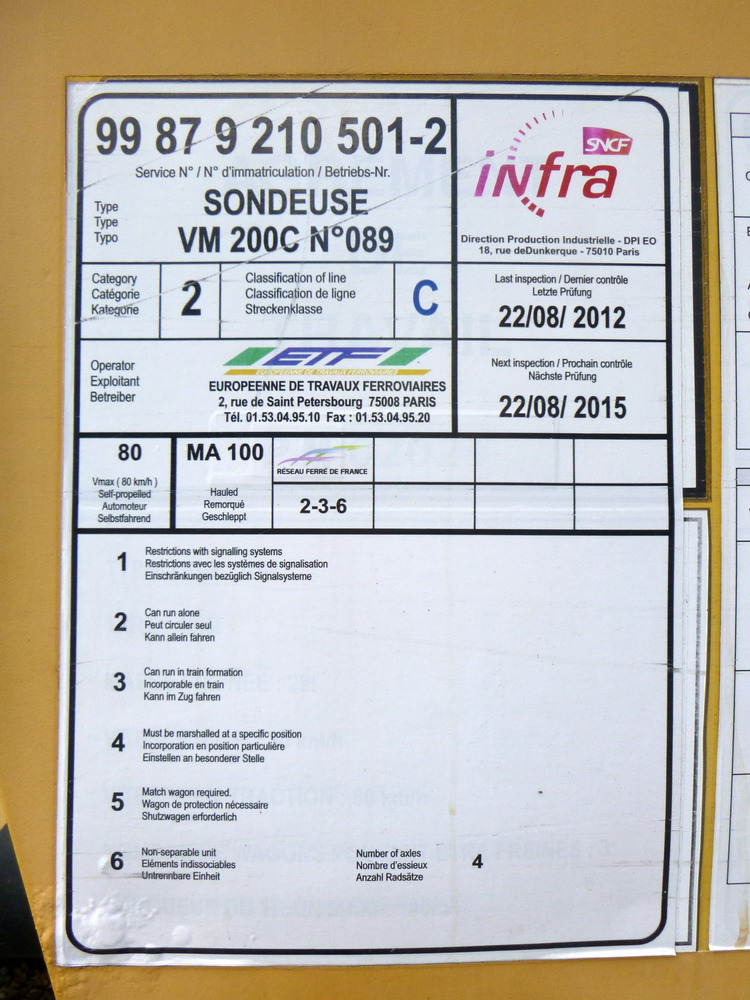 99 87 9 210 501-2
Service N° / N° d'immatriculation / Betriebs-Nr.
Type
Type
Typo
SONDEUSE
VM 200C N°089
SNCF
infra
Direction Production Industrielle - DPI EO
18, rue deDunkerque - 75010 Paris
Category
Catégorie
Kategorie
2
Classification of line
Classification de ligne
Streckenklasse
C
Last inspection / Dernier contrôle
Letzte Prüfung
22/08/ 2012
Operator
Exploitant
Betreiber
ETF
EUROPEENNE DE TRAVAUX FERROVIAIRES
EUROPEENNE DE TRAVAUX FERROVIAIRES
2, rue de Saint Petersbourg 75008 PARIS
Tél. 01.53.04.95.10 Fax : 01.53.04.95.20
Next inspection / Prochain contrôle
Nächste Prüfung
22/08/ 2015
80
Vmax ( 80 km/h )
Self-propelled
Automoteur
Selbstfahrend
MA 100
Hauled
Remorqué
Geschleppt
RÉSEAU FERRÉ DE FRANCE
2-3-6
1
Restrictions with signalling systems
Restrictions avec les systèmes de signalisation
Einschränkungen bezüglich Signalsysteme
2
Can run alone
Peut circuler seul
Kann allein fahren
3
Can run in train formation
Incorporable en train
Kann im Zug fahren
4
Must be marshalled at a specific position
Incorporation en position particulière
Einstellen an besonderer Stelle
5
Match wagon required.
Wagon de protection nécessaire
Shutzwagen erforderlich
6
Non-separable unit
Eléments indissociables
Untrennbare Einheit
Number of axles
Nombre d'essieux
Anzahl Radsätze
4